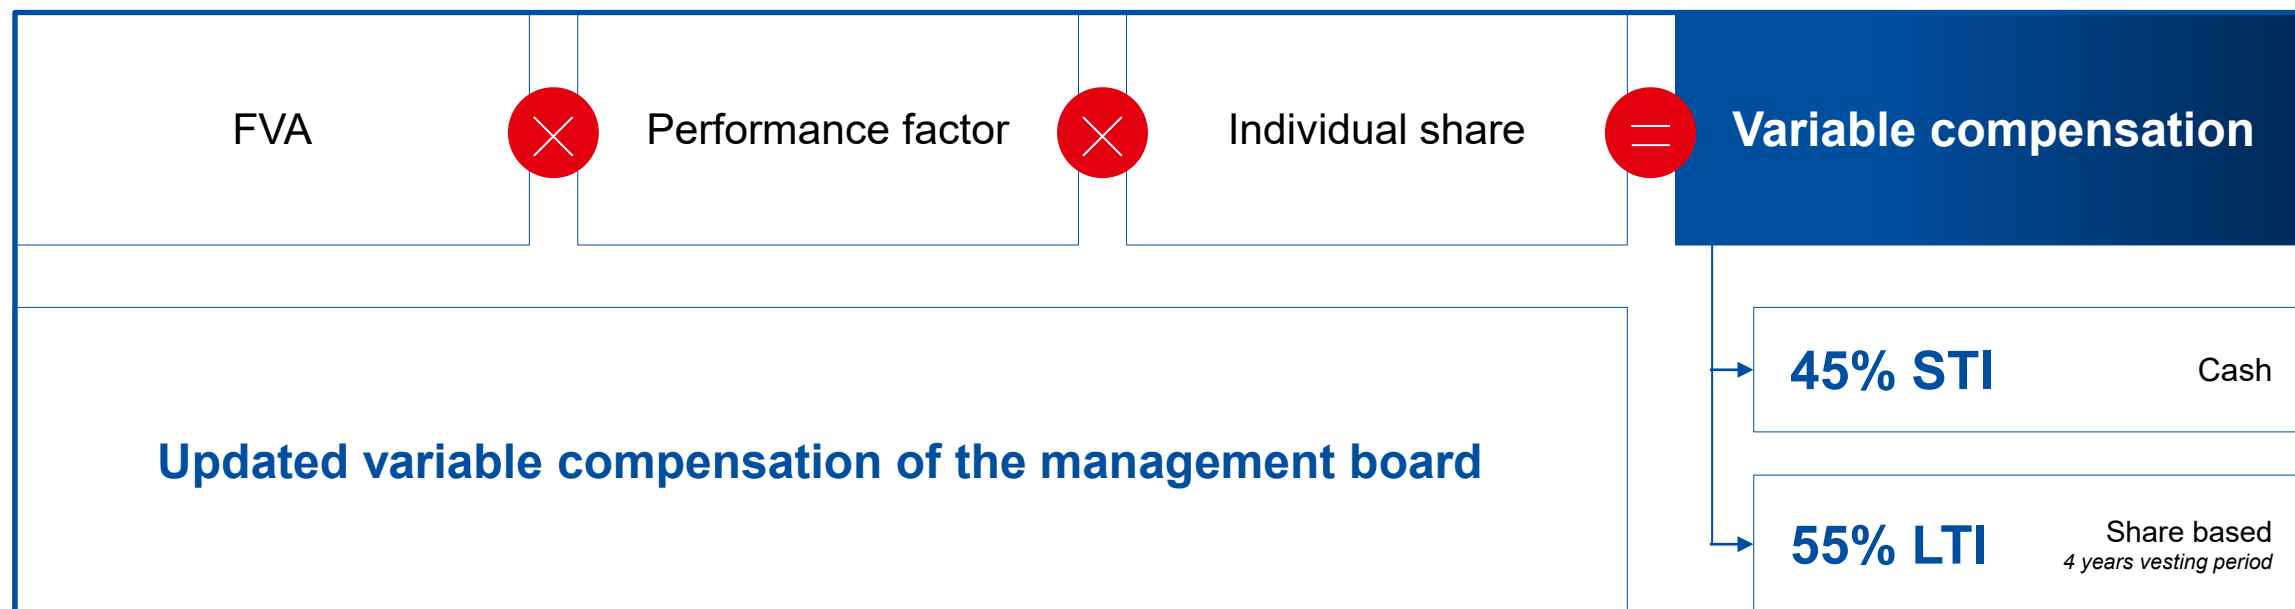 FVA
Performance factor
Individual share
Variable compensation
Updated variable compensation of the management board
45% STI
Cash
55% LTI
Share based
4 years vesting period